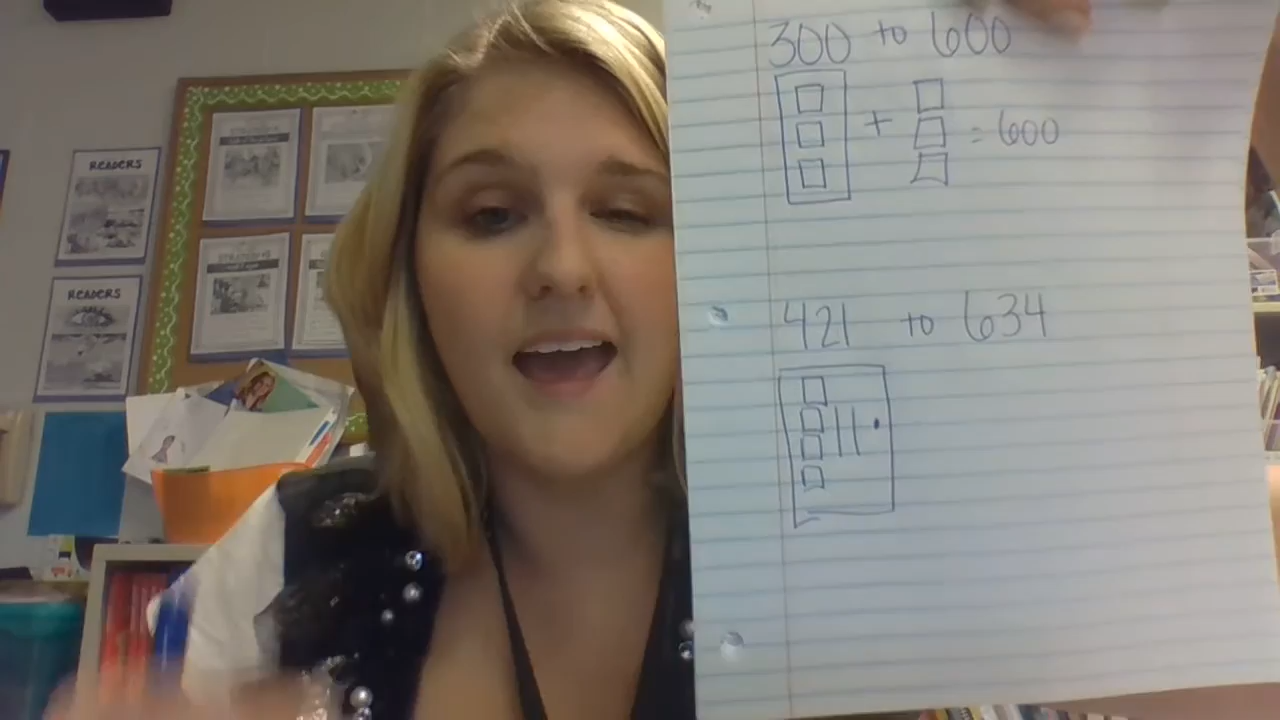 READERS
READERS
300 to 600
+ = 600
421 to 634